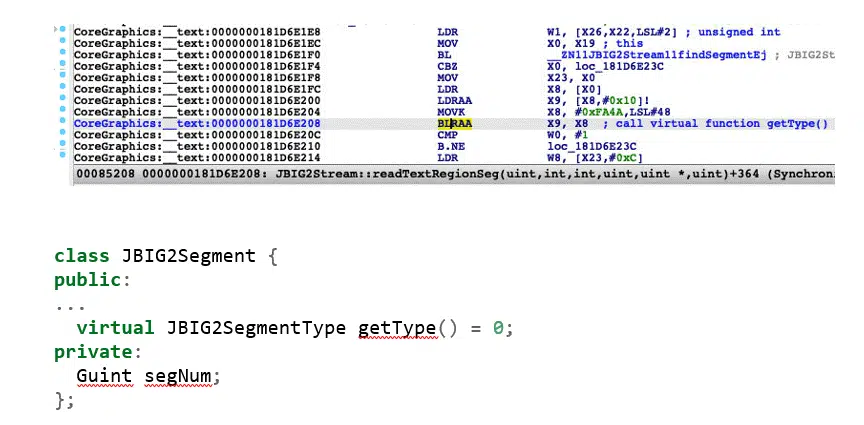 CoreGraphics:__text:0000000181D6E1E8 LDR W1, [X26,X22,LSL#2] ; unsigned int
CoreGraphics:__text:0000000181D6E1EC MOV X0, X19 ; this
CoreGraphics:__text:0000000181D6E1F0 BL __ZN11JBIG2Stream11findSegmentEj ; JBIG2St
CoreGraphics:__text:0000000181D6E1F4 CBZ X0, loc_181D6E23C
CoreGraphics:__text:0000000181D6E1F8 MOV X23, X0
CoreGraphics:__text:0000000181D6E1FC LDR X8, [X0]
CoreGraphics:__text:0000000181D6E200 LDRAA X9, [X8,#0x10]!
CoreGraphics:__text:0000000181D6E204 MOVK X8, #0xFA4A,LSL#48
CoreGraphics:__text:0000000181D6E208 BLRAA X9, X8 ; call virtual function getType()
CoreGraphics:__text:0000000181D6E20C CMP W0, #1
CoreGraphics:__text:0000000181D6E210 B.NE loc_181D6E23C
CoreGraphics:__text:0000000181D6E214 LDR W8, [X23,#0xC]
00085208 0000000181D6E208: JBIG2Stream::readTextRegionSeg(uint,int,int,uint,uint *,uint)+364 (Synchron
class JBIG2Segment {
public:
...
virtual JBIG2SegmentType getType() = 0;
private:
Guint segNum;
};